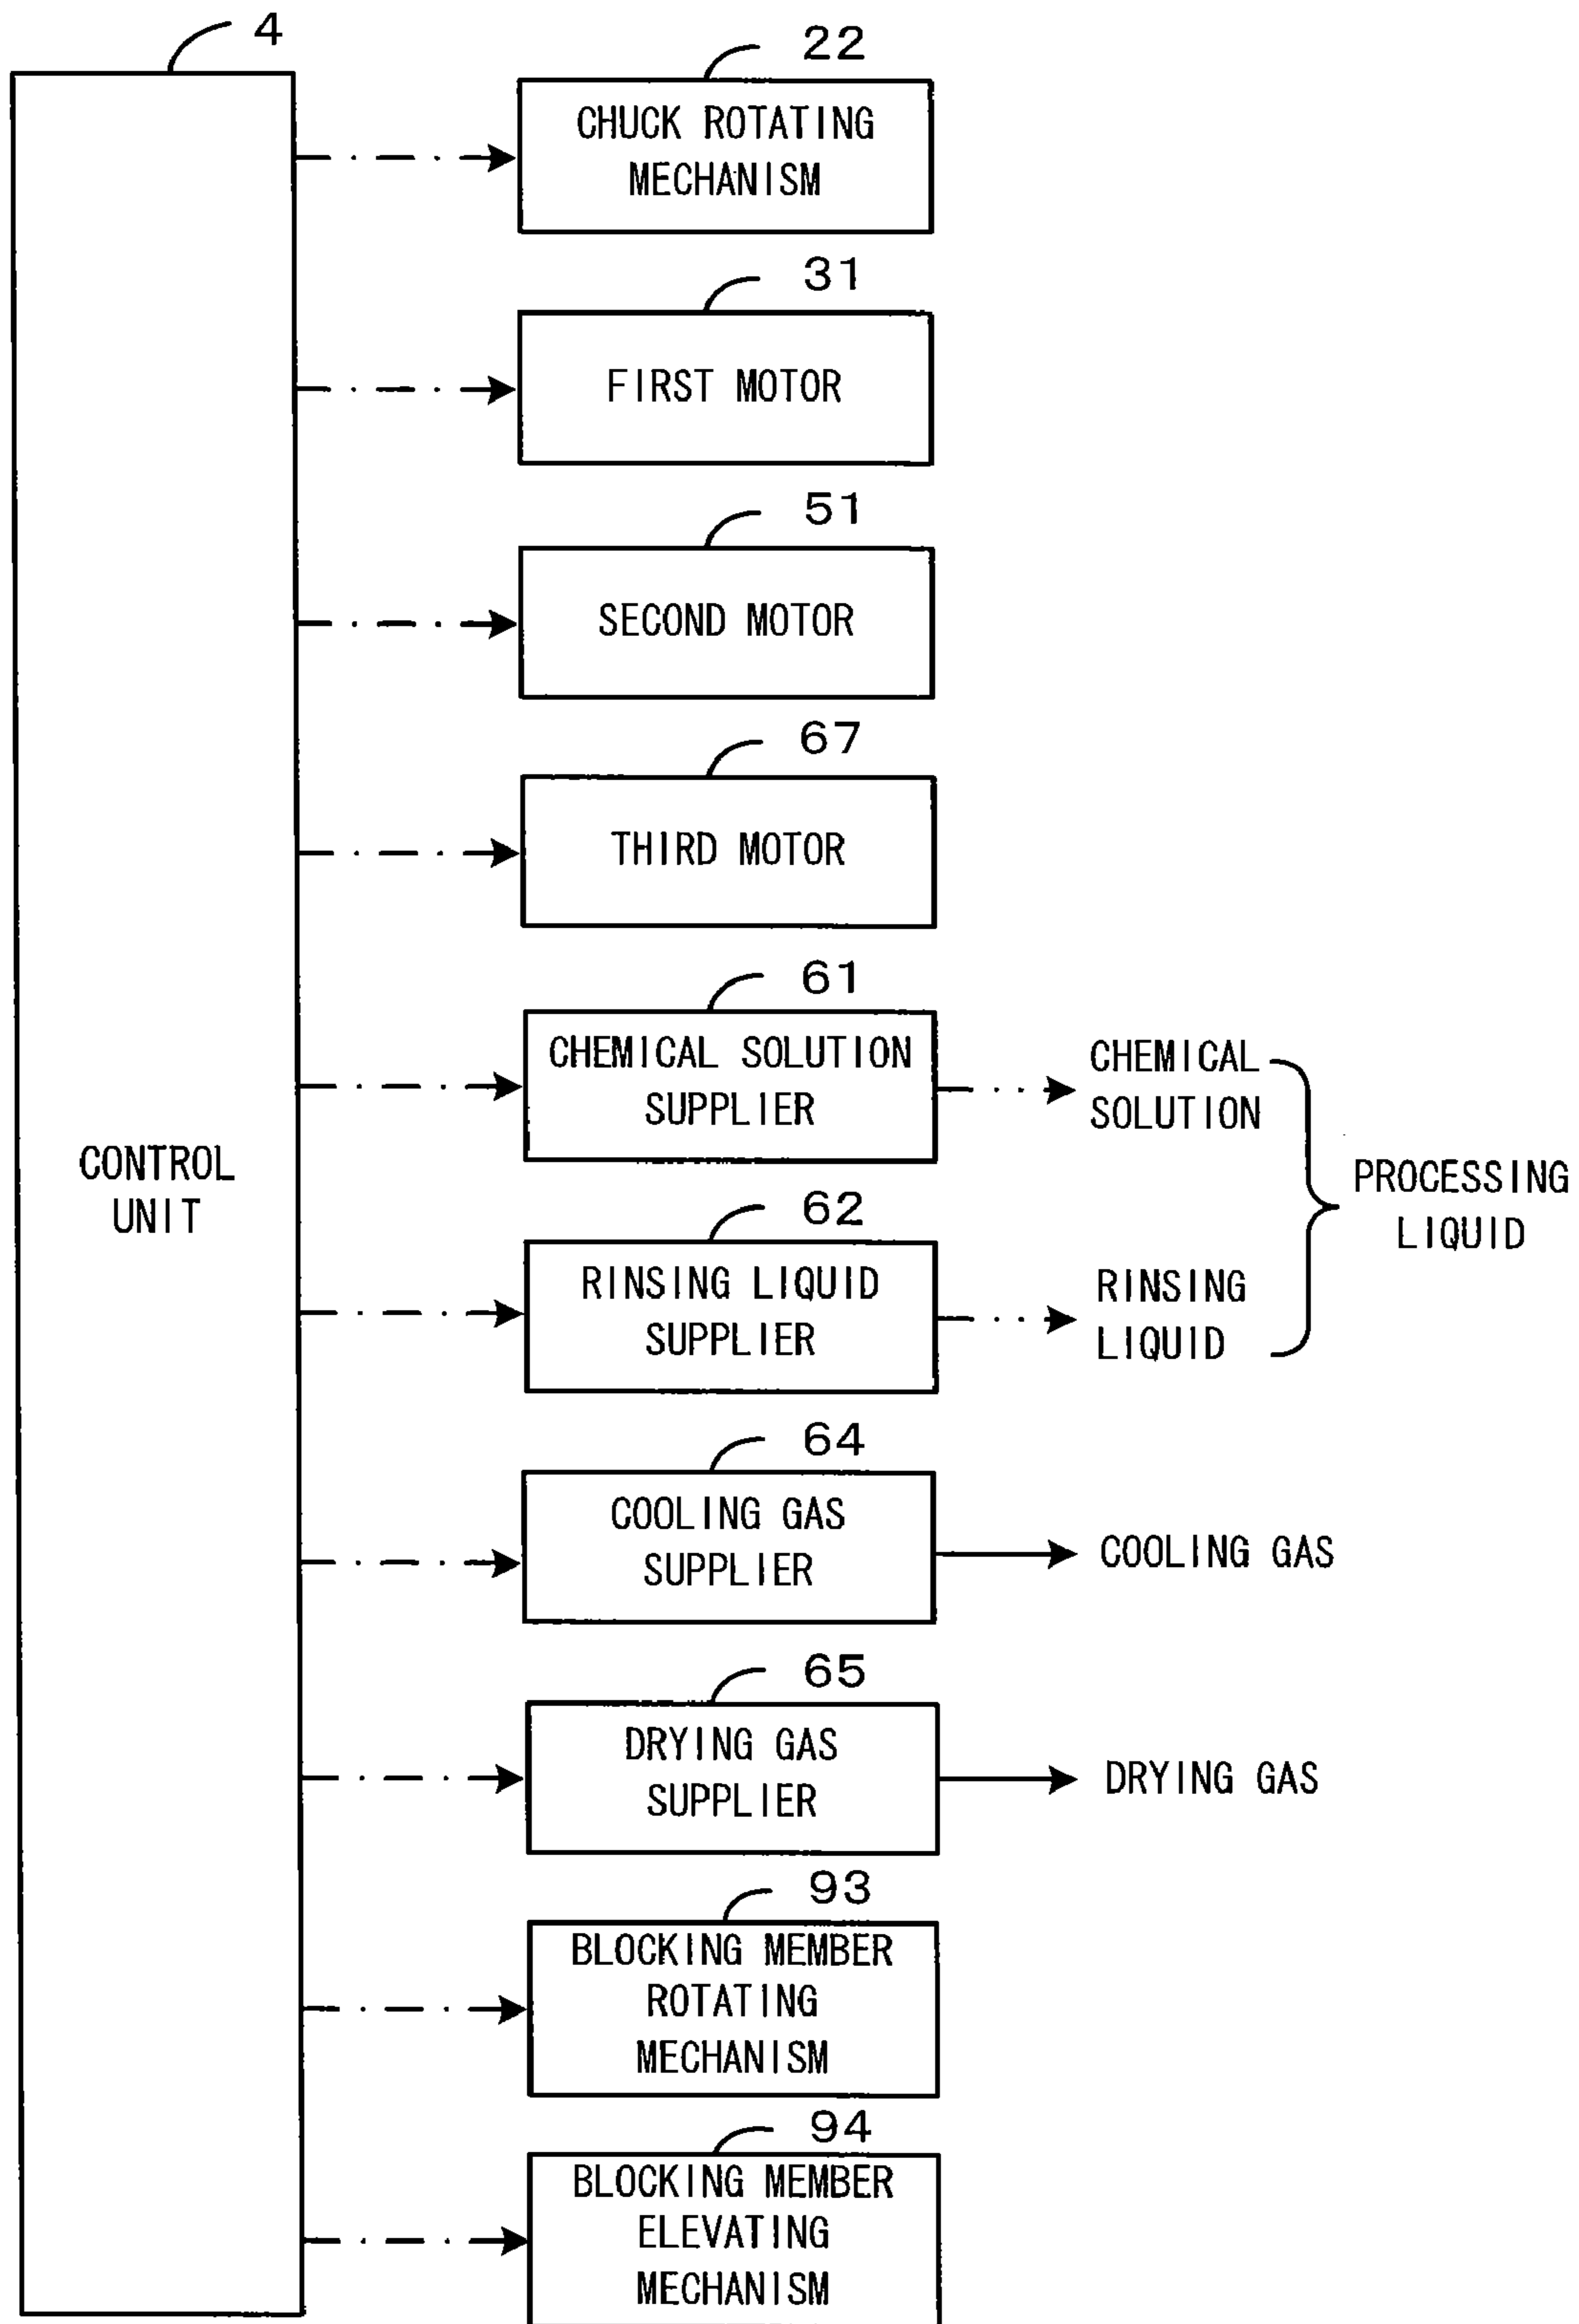 4
22
CHUCK ROTATING
MECHANISM
31
FIRST MOTOR
51
SECOND MOTOR
67
THIRD MOTOR
61
CHEMICAL SOLUTION
SUPPLIER
CHEMICAL
SOLUTION
CONTROL
UNIT
PROCESSING
LIQUID
62
RINSING LIQUID
SUPPLIER
RINSING
LIQUID
64
COOLING GAS
SUPPLIER
COOLING GAS
65
DRYING GAS
SUPPLIER
DRYING GAS
93
BLOCKING MEMBER
ROTATING
MECHANISM
94
BLOCKING MEMBER
ELEVATING
MECHANISM